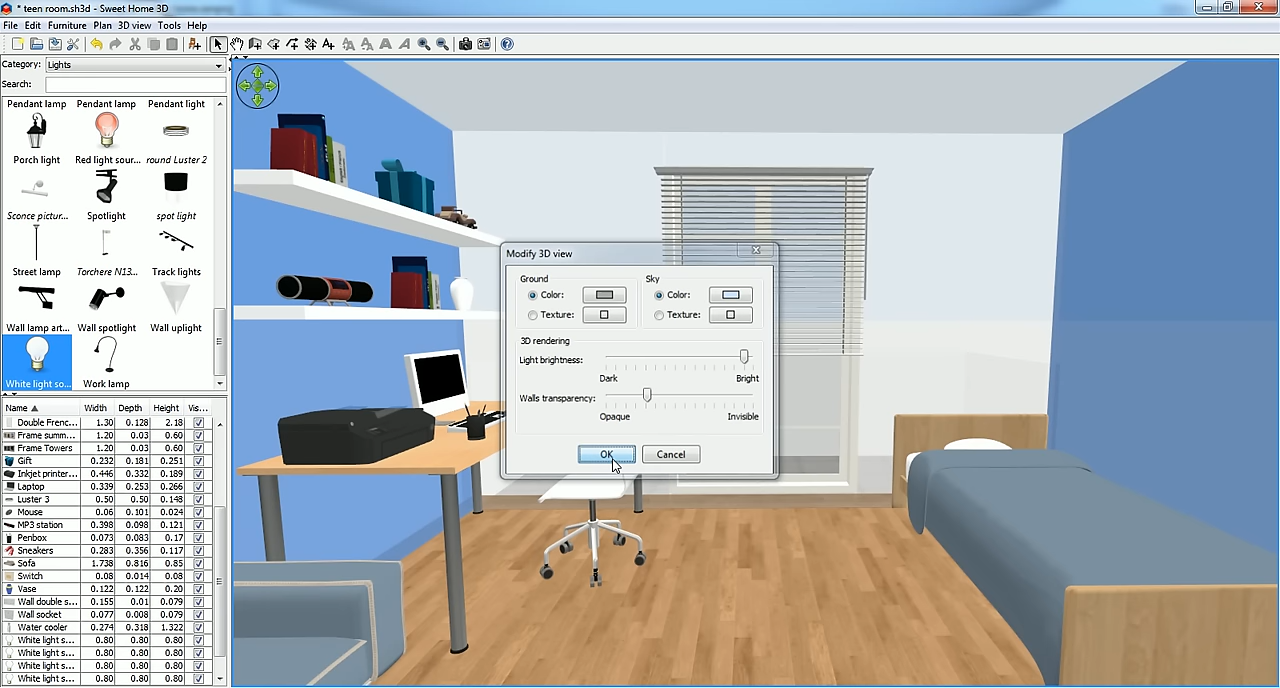 * teen room.sh3d - Sweet Home 3D
File Edit Furniture Plan 3D view Tools Help
Category: Lights
Search:
Pendant lamp Pendant lamp Pendant light
Porch light Red light sour... round Luster 2
Sconce pictur... Spotlight spot light
Street lamp Torchere N13... Track lights
Wall lamp art... Wall spotlight Wall uplight
White light so... Work lamp
Name Width Depth Height Vis...
Double Frenc... 1.30 0.128 2.18
Frame summ... 1.20 0.03 0.60
Frame Towers 1.20 0.03 0.60
Gift 0.232 0.181 0.251
Inkjet printer... 0.446 0.332 0.189
Laptop 0.339 0.253 0.266
Luster 3 0.50 0.50 0.148
Mouse 0.06 0.101 0.024
MP3 station 0.398 0.098 0.121
Penbox 0.073 0.083 0.17
Sneakers 0.283 0.356 0.117
Sofa 1.738 0.816 0.85
Switch 0.08 0.014 0.08
Vase 0.122 0.122 0.20
Wall double s... 0.155 0.01 0.079
Wall socket 0.077 0.008 0.079
Water cooler 0.274 0.318 1.322
White light s... 0.80 0.80 0.80
White light s... 0.80 0.80 0.80
White light s... 0.80 0.80 0.80
White light s... 0.80 0.80 0.80
Modify 3D view
Ground Sky
Color: Color:
Texture: Texture:
3D rendering
Light brightness:
Dark Bright
Walls transparency:
Opaque Invisible
OK Cancel